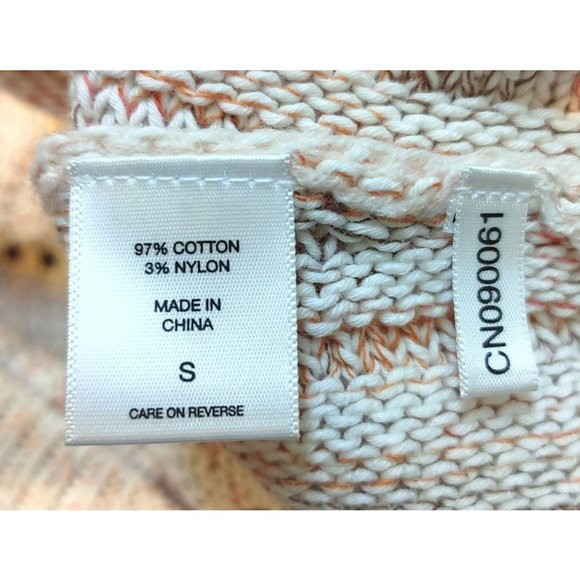 97% COTTON
3% NYLON
MADE IN
CHINA
S
CARE ON REVERSE
CN090061